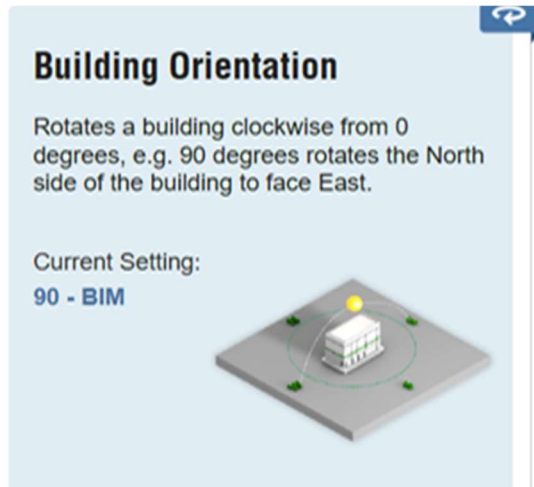 Building Orientation
Rotates a building clockwise from 0
degrees, e.g. 90 degrees rotates the North
side of the building to face East.
Current Setting:
90 - BIM